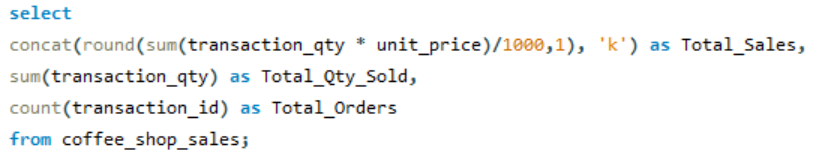 select
concat(round(sum(transaction_qty * unit_price)/1000,1), 'k') as Total_Sales,
sum(transaction_qty) as Total_Qty_Sold,
count(transaction_id) as Total_Orders
from coffee_shop_sales;